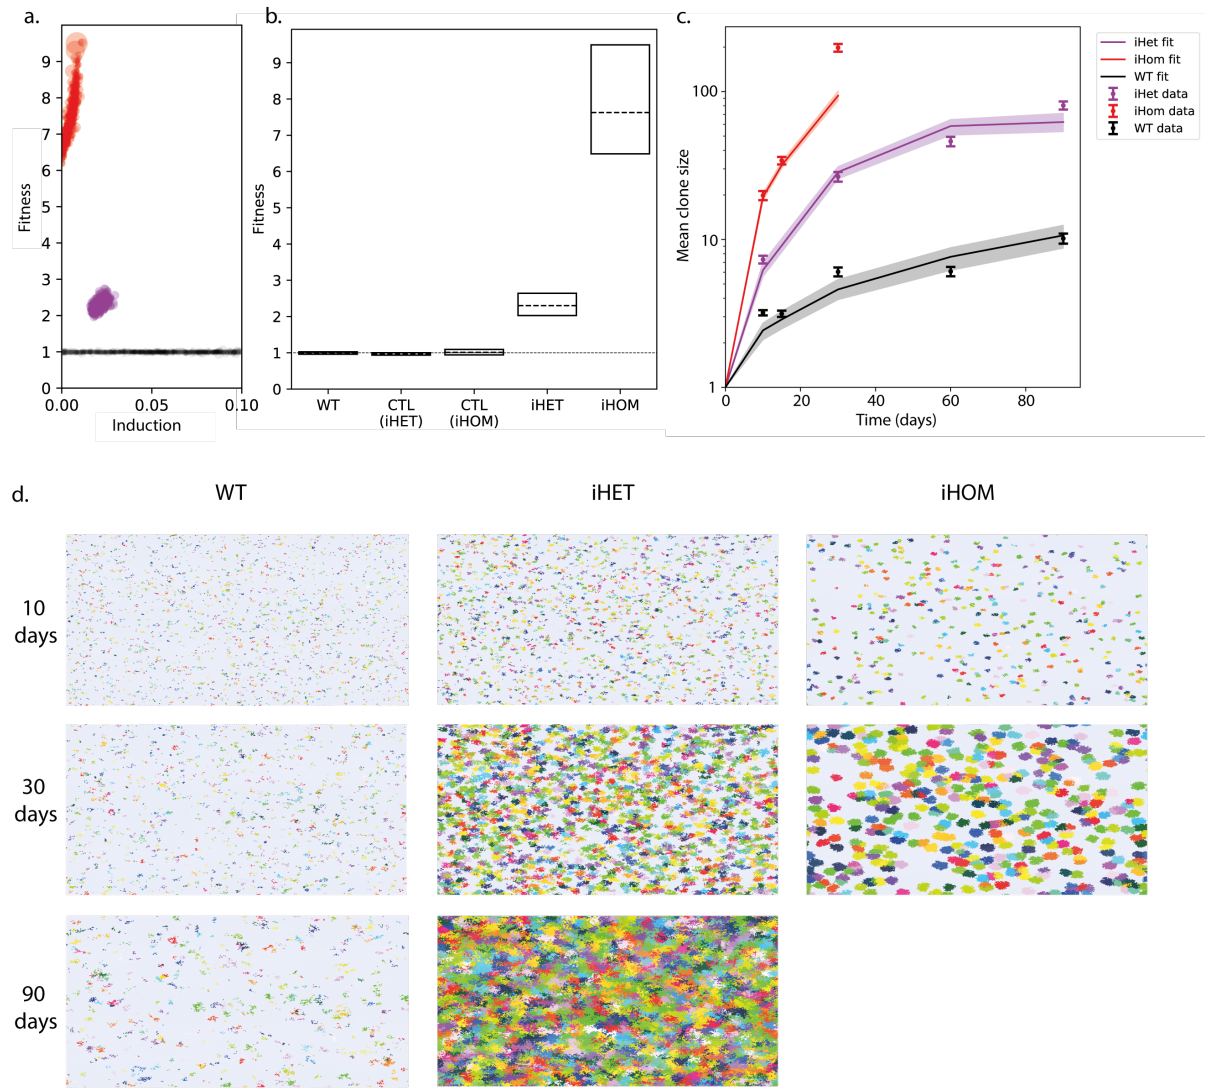 a.
9
8
7
6
5
4
3
2
1
0
Fitness
0.00
0.05
0.10
Induction
b.
9
8
7
6
5
4
3
2
1
0
Fitness
WT
CTL
(iHET)
CTL
(iHOM)
iHET
iHOM
c.
100
10
1
Mean clone size
0
20
40
60
80
Time (days)
iHet fit
iHom fit
WT fit
iHet data
iHom data
WT data
d.
WT
iHET
iHOM
10
days
30
days
90
days